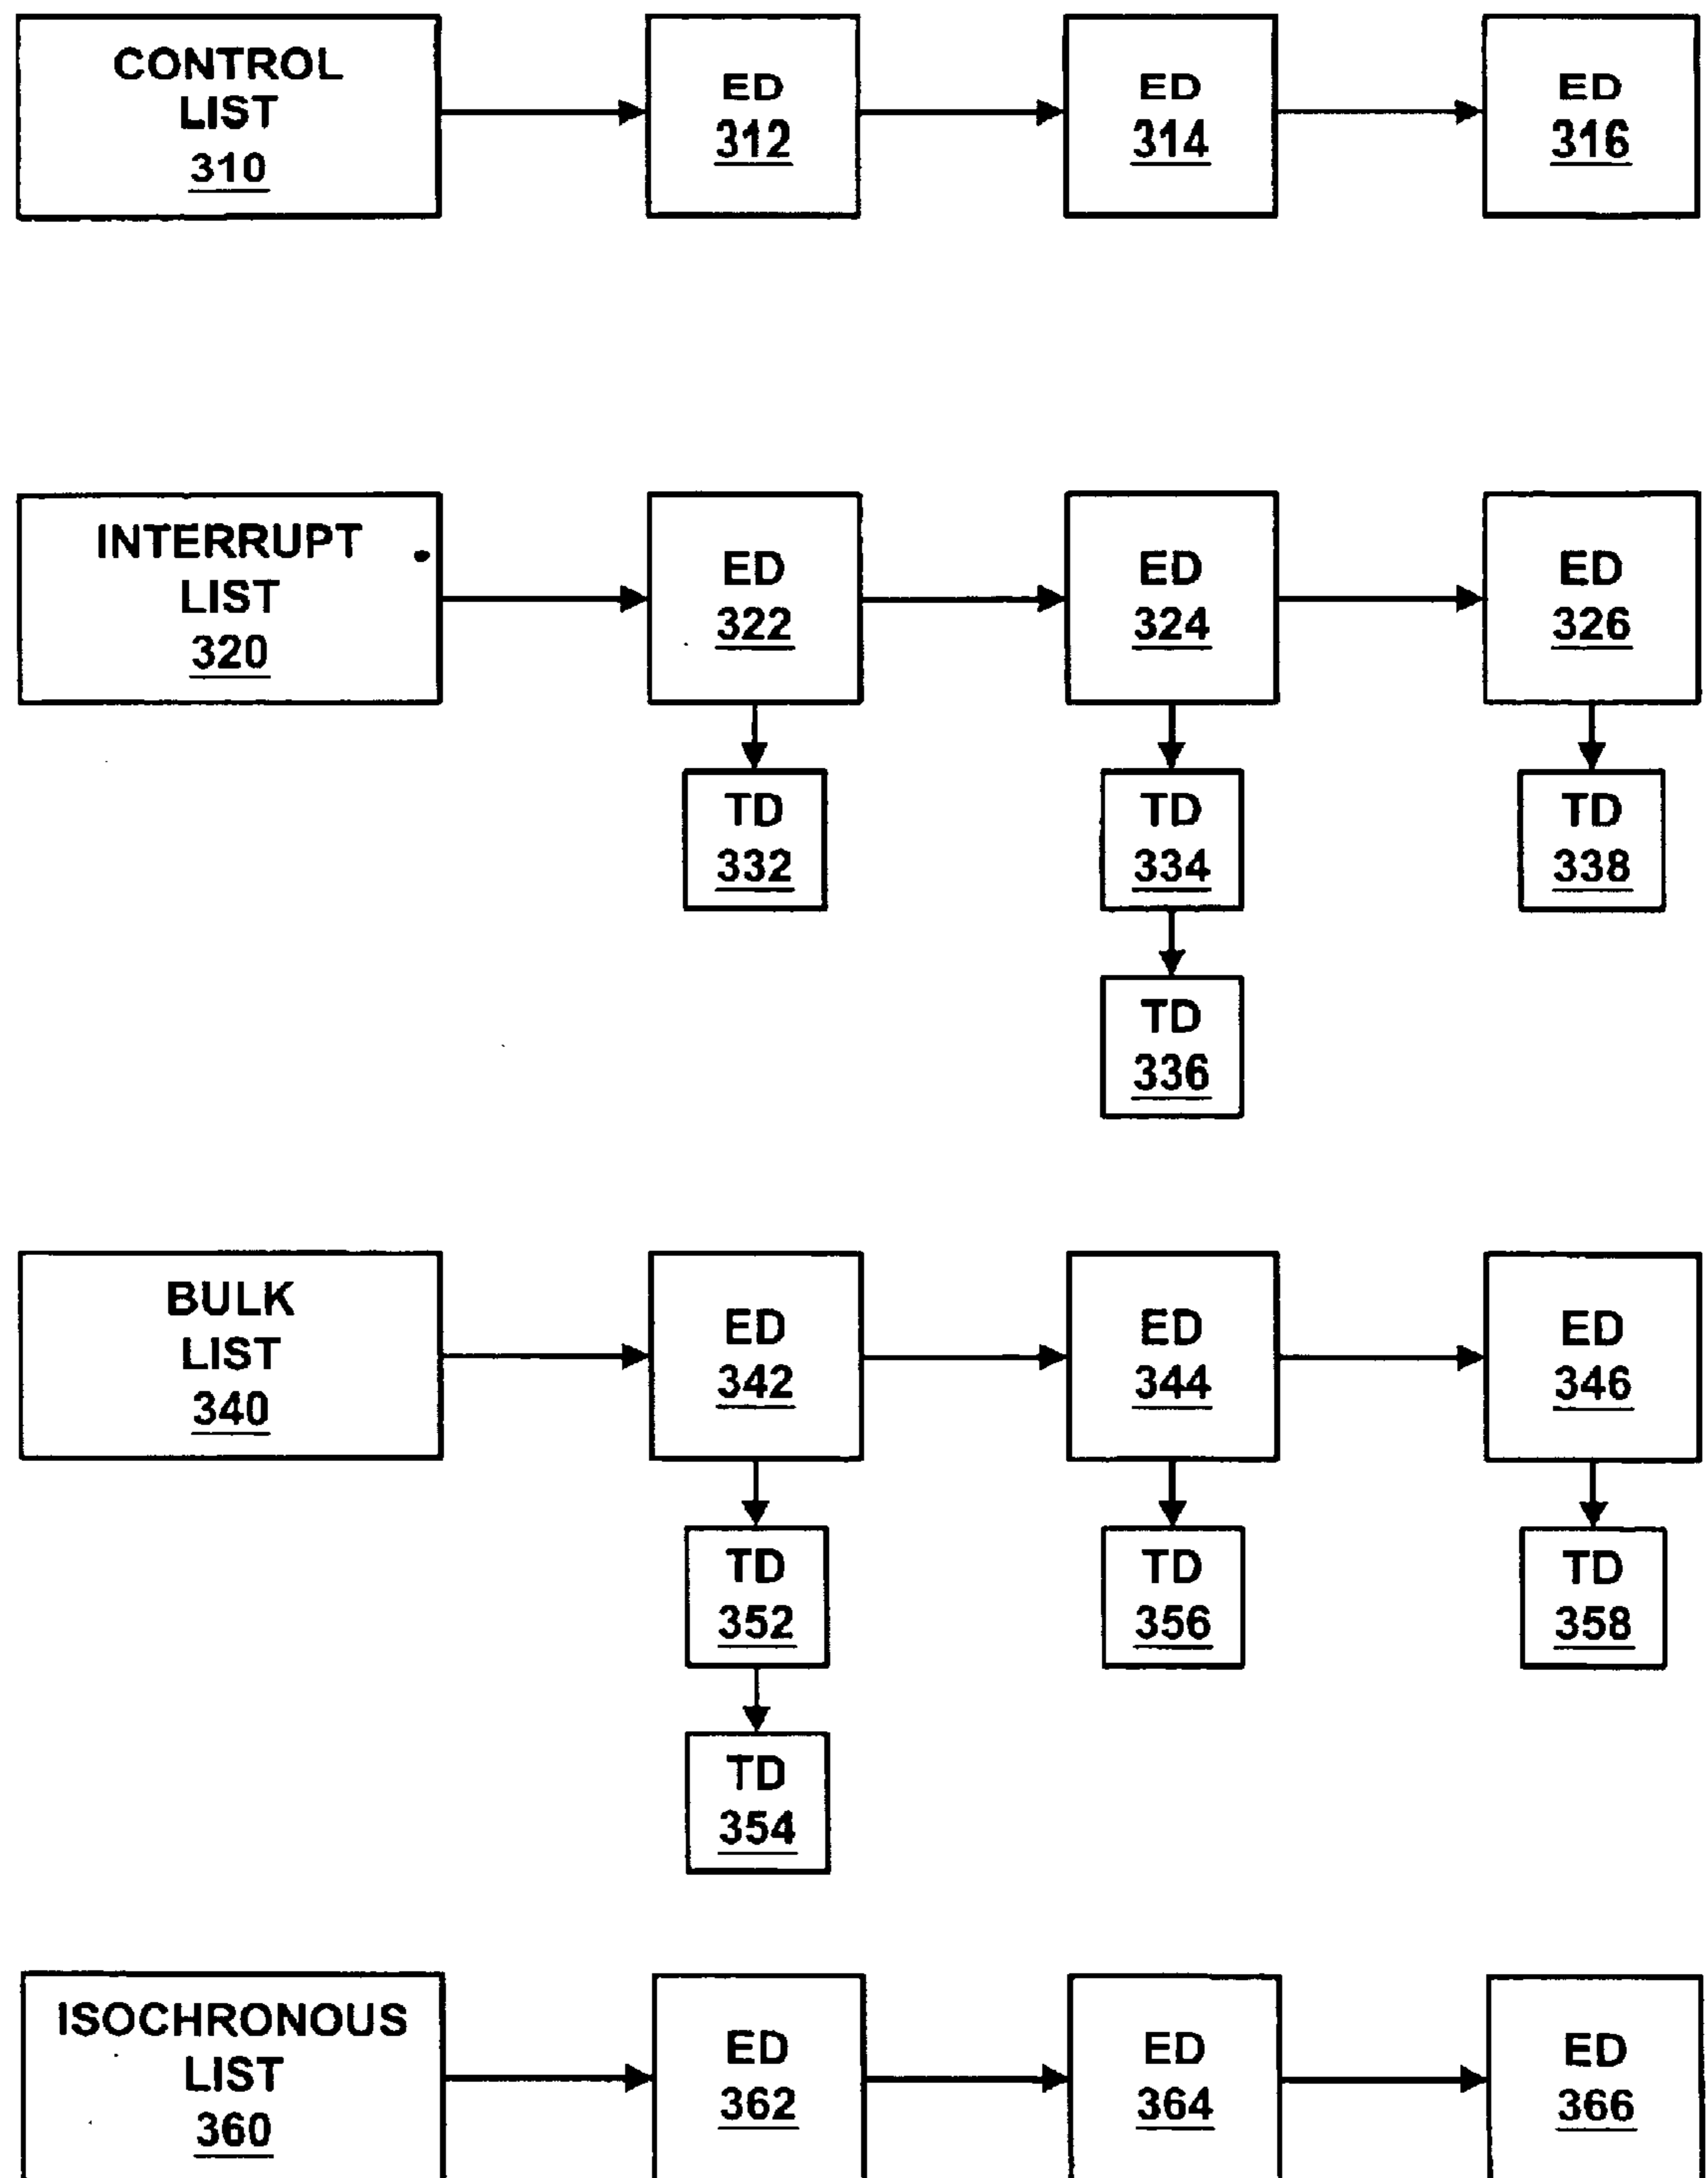 CONTROL
LIST
310
ED
312
ED
314
ED
316
INTERRUPT
LIST
320
ED
322
ED
324
ED
326
TD
332
TD
334
TD
338
TD
336
BULK
LIST
340
ED
342
ED
344
ED
346
TD
352
TD
356
TD
358
TD
354
ISOCHRONOUS
LIST
360
ED
362
ED
364
ED
366